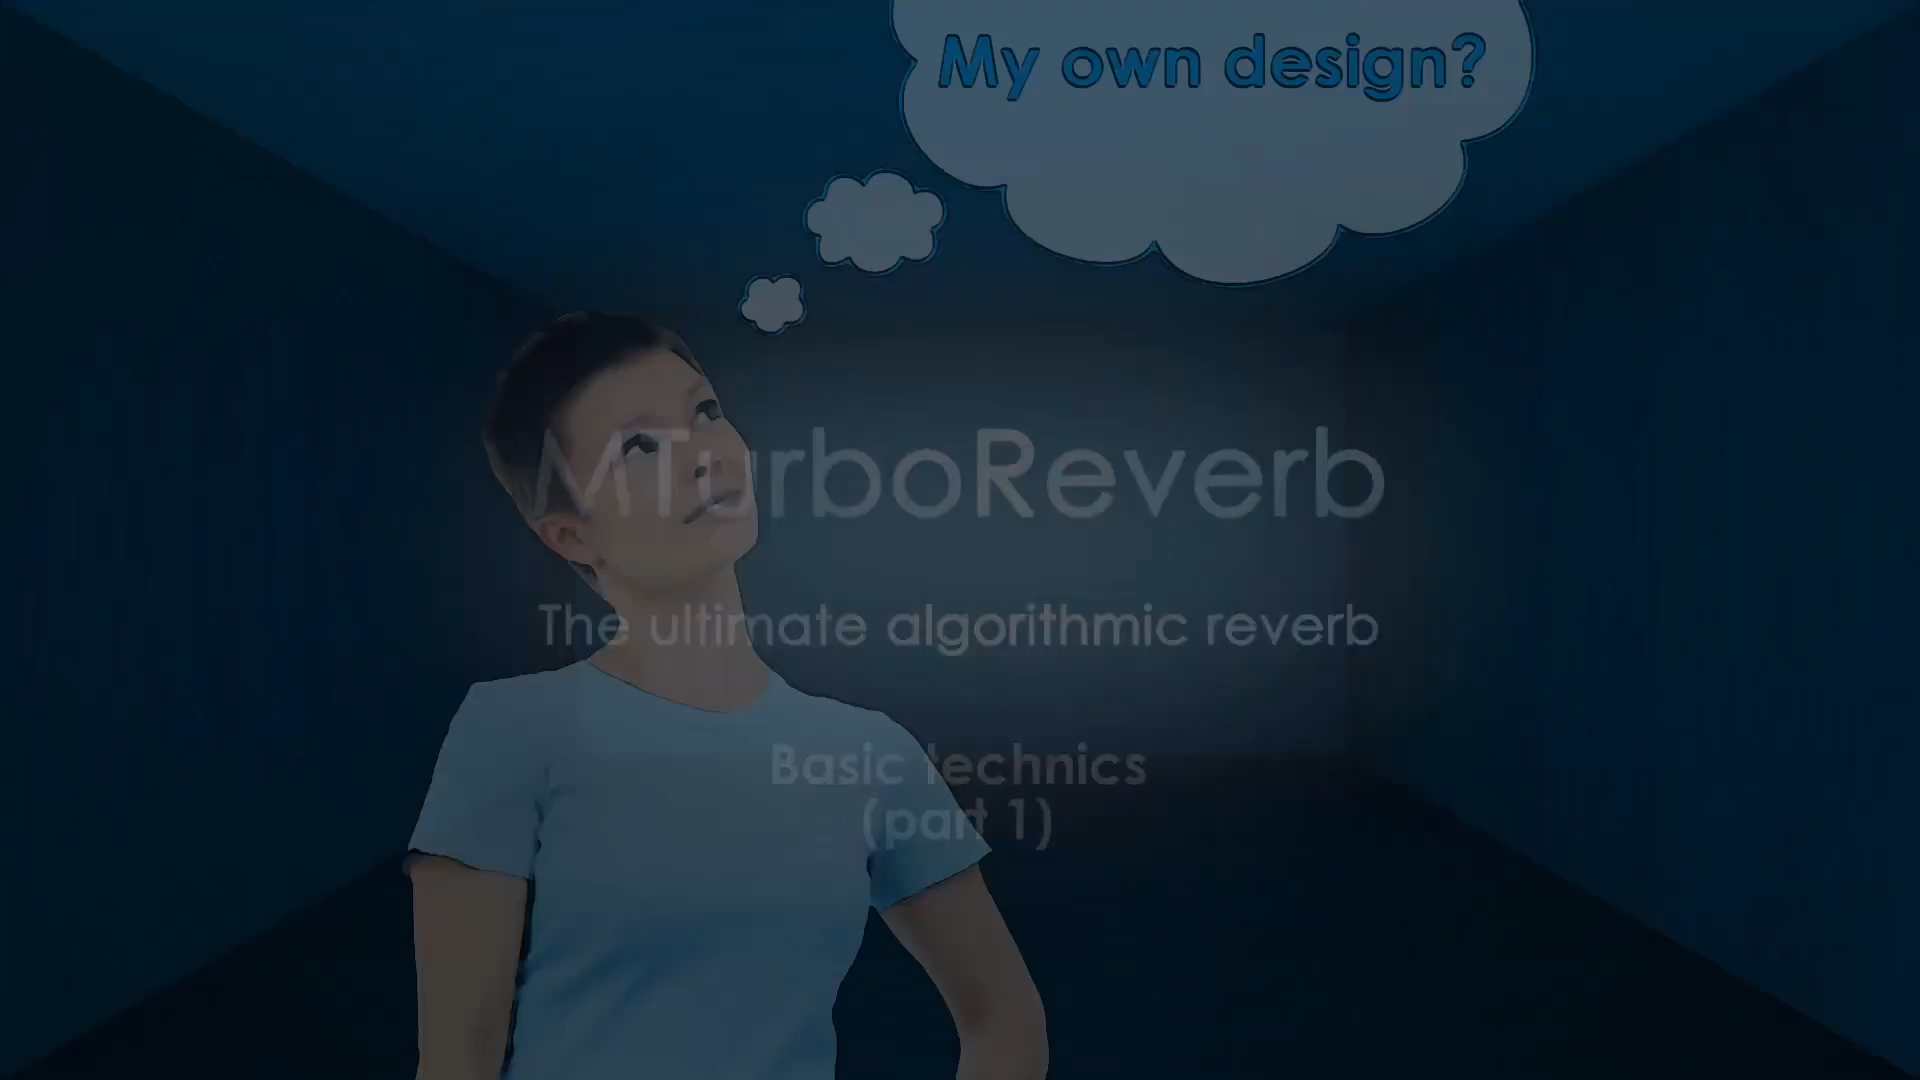 My own design?
MTurboReverb
The ultimate algorithmic reverb
Basic technics
(part 1)